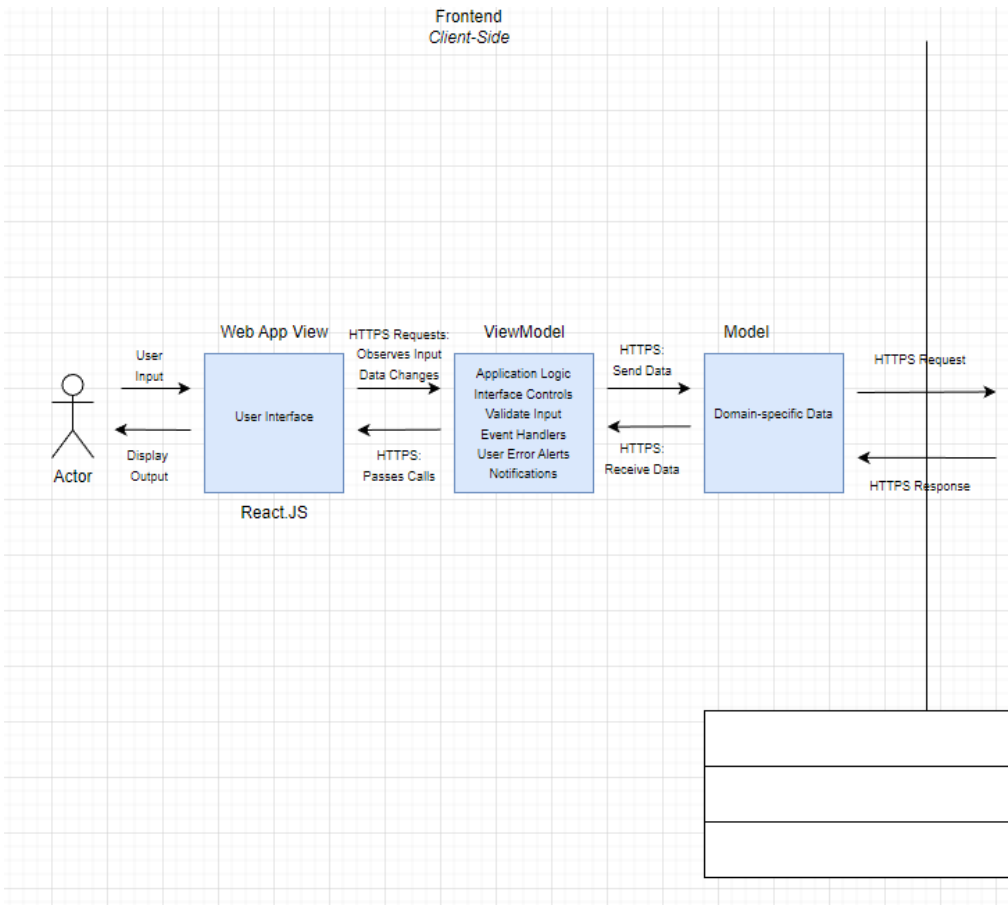 Frontend
Client-Side
Web App View
HTTPS Requests:
Observes Input
Data Changes
ViewModel
HTTPS:
Send Data
Model
HTTPS Request
User
Input
User Interface
Application Logic
Interface Controls
Validate Input
Event Handlers
User Error Alerts
Notifications
Domain-specific Data
Display
Output
HTTPS:
Passes Calls
HTTPS:
Receive Data
HTTPS Response
Actor
React.JS